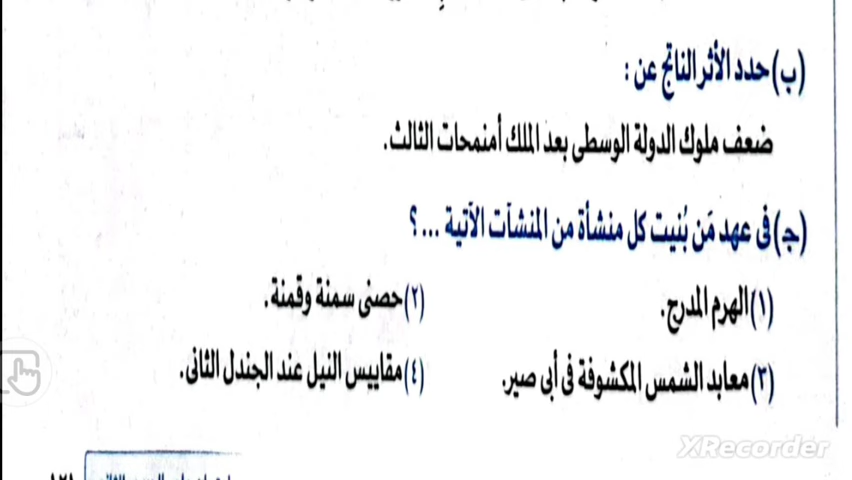 (ب) حدد الأثر الناتج عن :
ضعف ملوك الدولة الوسطى بعد الملك أمنمحات الثالث.
(جـ) فى عهد مَن بُنيت كل منشأة من المنشآت الآتية ... ؟
(١) الهرم المدرج. (٢) حصنى سمنة وقمنة.
(٣) معابد الشمس المكشوفة فى أبى صير. (٤) مقاييس النيل عند الجندل الثانى.
XRecorder